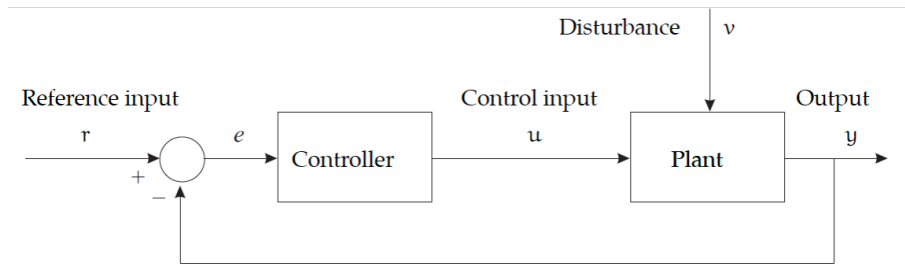 Disturbance v
Reference input
Control input
Output
r
e
u
y
Controller
Plant
+
−